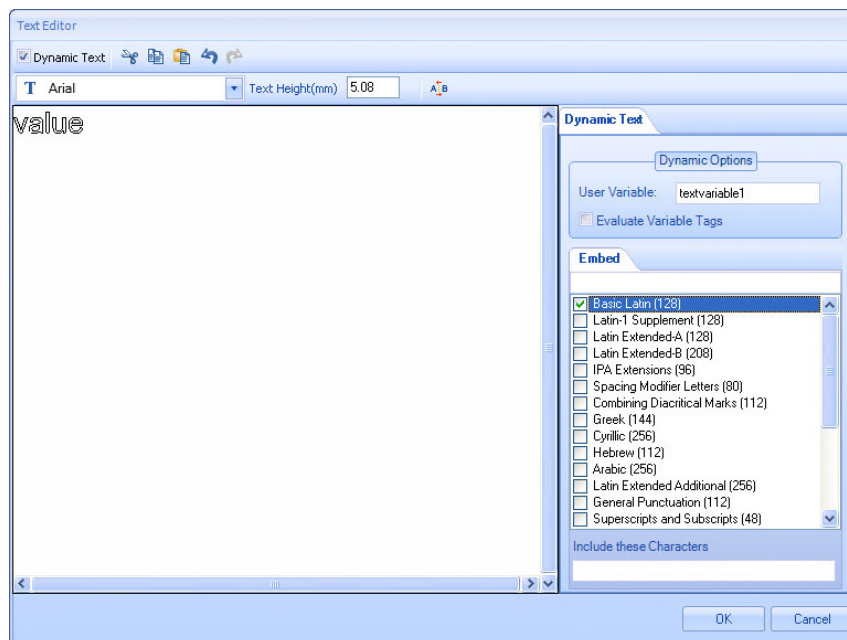 Text Editor
Dynamic Text
T Arial Text Height(mm) 5.08 A B
value
Dynamic Text
Dynamic Options
User Variable: textvariable1
Evaluate Variable Tags
Embed
Basic Latin (128)
Latin-1 Supplement (128)
Latin Extended-A (128)
Latin Extended-B (208)
IPA Extensions (96)
Spacing Modifier Letters (80)
Combining Diacritical Marks (112)
Greek (144)
Cyrillic (256)
Hebrew (112)
Arabic (256)
Latin Extended Additional (256)
General Punctuation (112)
Superscripts and Subscripts (48)
Include these Characters
OK Cancel